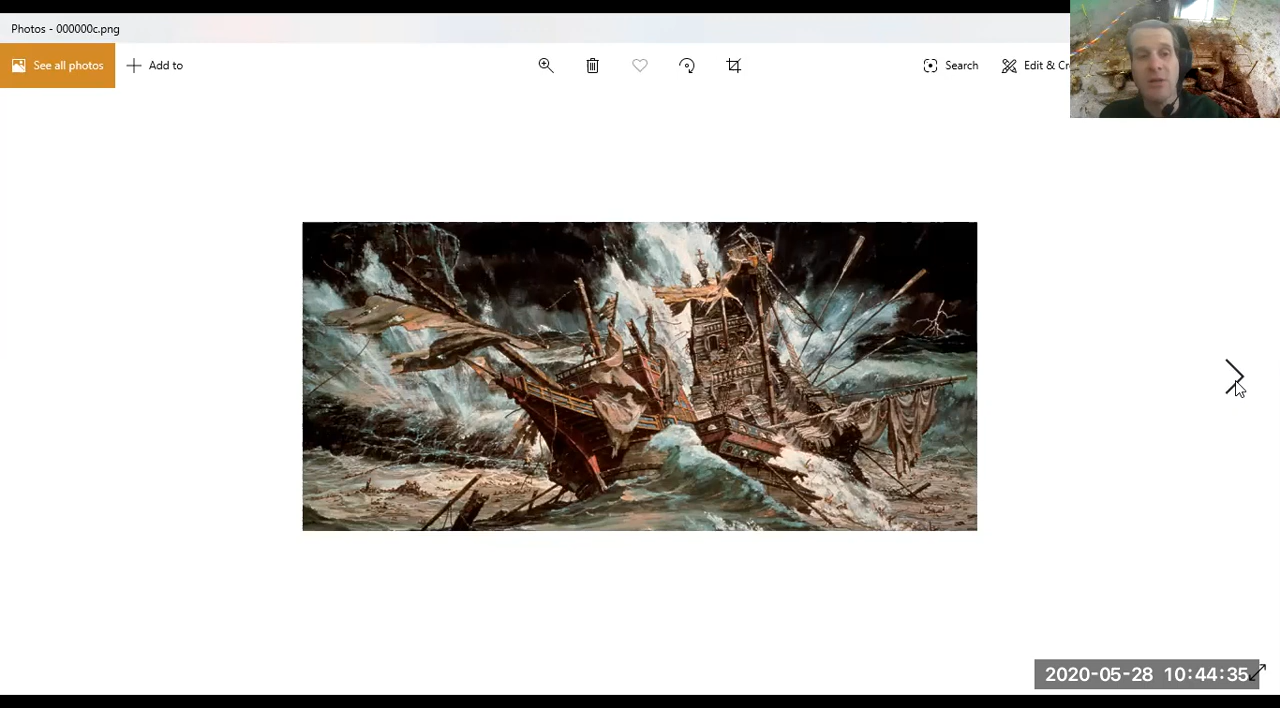 Photos - 000000c.png
See all photos
Add to
Search
Edit & Cr
2020-05-28 10:44:35